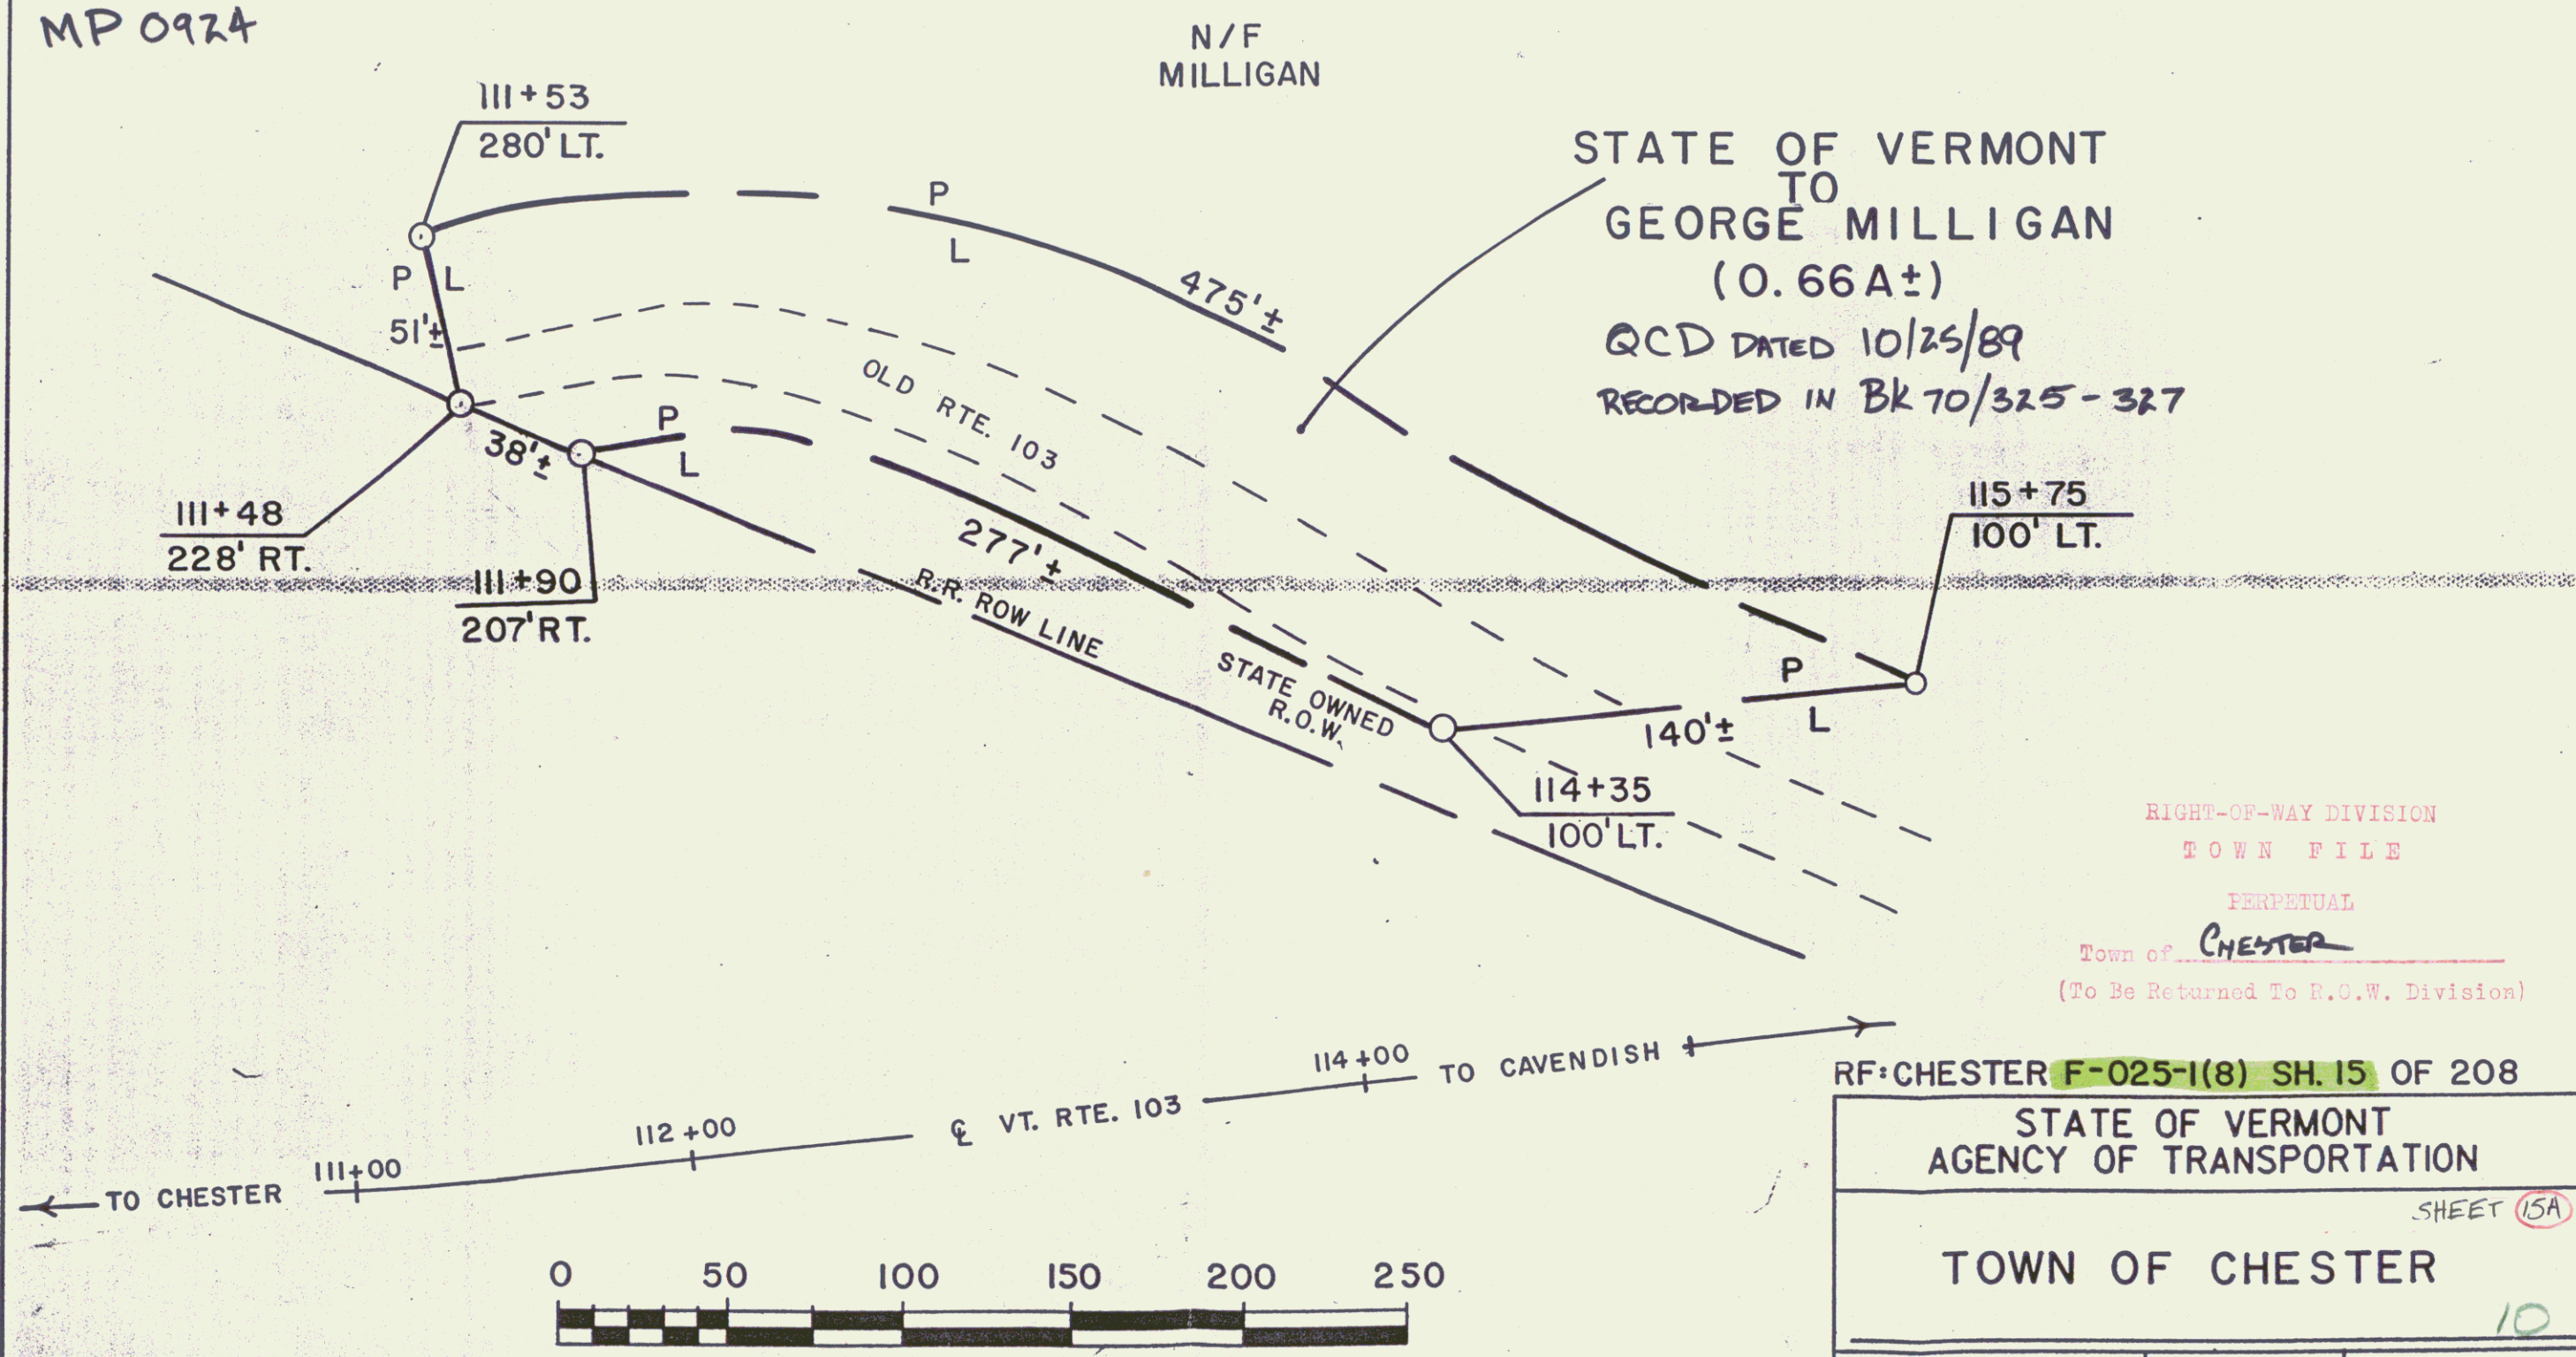 MP 0924
N/F
MILLIGAN
111+53
280' LT.
STATE OF VERMONT
TO
GEORGE MILLIGAN
(0.66A±)
QCD DATED 10/25/89
RECORDED IN BK 70/325-327
P
L
475'±
P L
51'±
OLD RTE. 103
38'±
P
L
111+48
228' RT.
111+90
207' RT.
277'±
R.R. ROW LINE
STATE OWNED
R.O.W.
115+75
100' LT.
P
L
140'±
114+35
100' LT.
RIGHT-OF-WAY DIVISION
TOWN FILE
PERPETUAL
Town of CHESTER
(To Be Returned To R.O.W. Division)
TO CHESTER
111+00
112+00
℄ VT. RTE. 103
114+00
TO CAVENDISH
RF: CHESTER F-025-1(8) SH. 15 OF 208
STATE OF VERMONT
AGENCY OF TRANSPORTATION
SHEET 15A
TOWN OF CHESTER
10
0 50 100 150 200 250